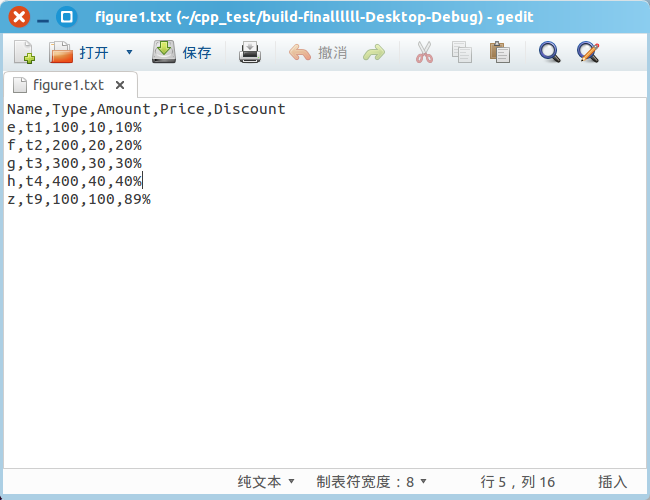 figure1.txt (~/cpp_test/build-finallllll-Desktop-Debug) - gedit
打开 保存 撤消
figure1.txt
Name,Type,Amount,Price,Discount
e,t1,100,10,10%
f,t2,200,20,20%
g,t3,300,30,30%
h,t4,400,40,40%
z,t9,100,100,89%
纯文本 制表符宽度：8 行 5，列 16 插入